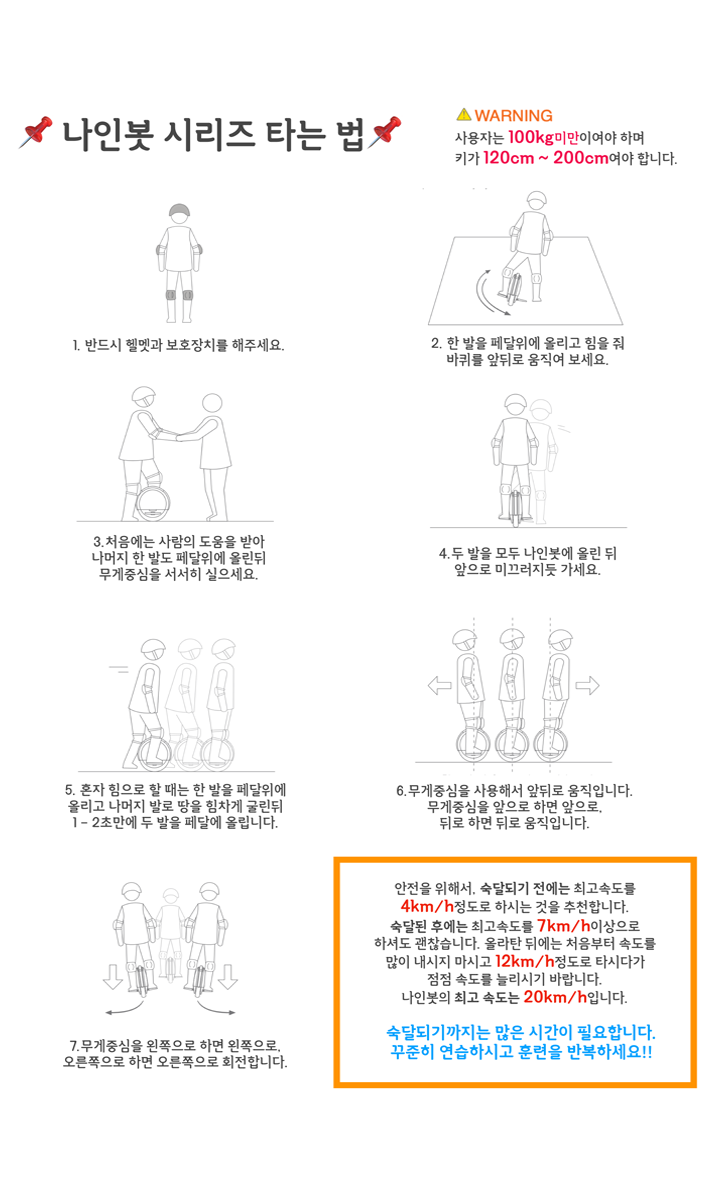 나인봇 시리즈 타는 법
WARNING
사용자는 100kg미만이여야 하며
키가 120cm ~ 200cm여야 합니다.
1. 반드시 헬멧과 보호장치를 해주세요.
2. 한 발을 페달위에 올리고 힘을 줘
바퀴를 앞뒤로 움직여 보세요.
3.처음에는 사람의 도움을 받아
나머지 한 발도 페달위에 올린뒤
무게중심을 서서히 실으세요.
4.두 발을 모두 나인봇에 올린 뒤
앞으로 미끄러지듯 가세요.
5. 혼자 힘으로 할 때는 한 발을 페달위에
올리고 나머지 발로 땅을 힘차게 굴린뒤
1 - 2초만에 두 발을 페달에 올립니다.
6.무게중심을 사용해서 앞뒤로 움직입니다.
무게중심을 앞으로 하면 앞으로,
뒤로 하면 뒤로 움직입니다.
7.무게중심을 왼쪽으로 하면 왼쪽으로,
오른쪽으로 하면 오른쪽으로 회전합니다.
안전을 위해서, 숙달되기 전에는 최고속도를
4km/h정도로 하시는 것을 추천합니다.
숙달된 후에는 최고속도를 7km/h이상으로
하셔도 괜찮습니다. 올라탄 뒤에는 처음부터 속도를
많이 내시지 마시고 12km/h정도로 타시다가
점점 속도를 늘리시기 바랍니다.
나인봇의 최고 속도는 20km/h입니다.
숙달되기까지는 많은 시간이 필요합니다.
꾸준히 연습하시고 훈련을 반복하세요!!